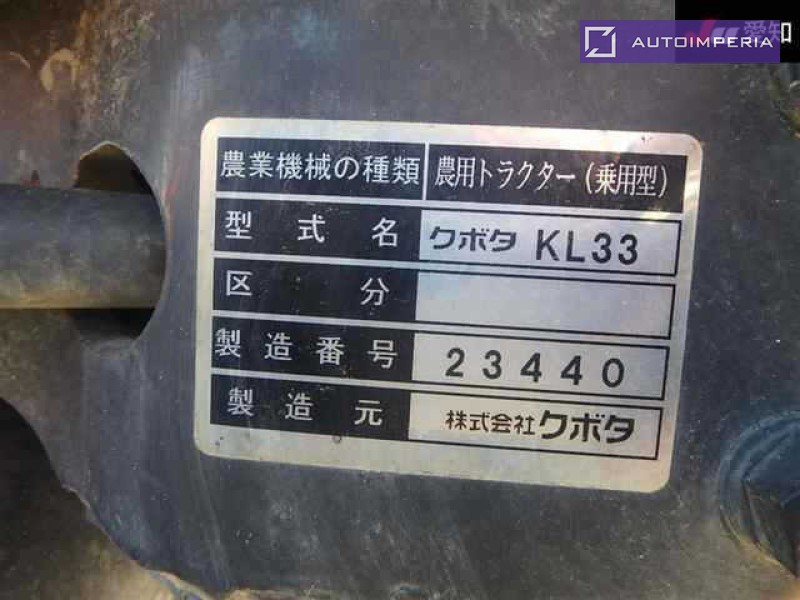 愛知
AUTOIMPERIA
農業機械の種類 農用トラクター(乗用型)
型式名 クボタ KL33
区分
製造番号 23440
製造元 株式会社クボタ